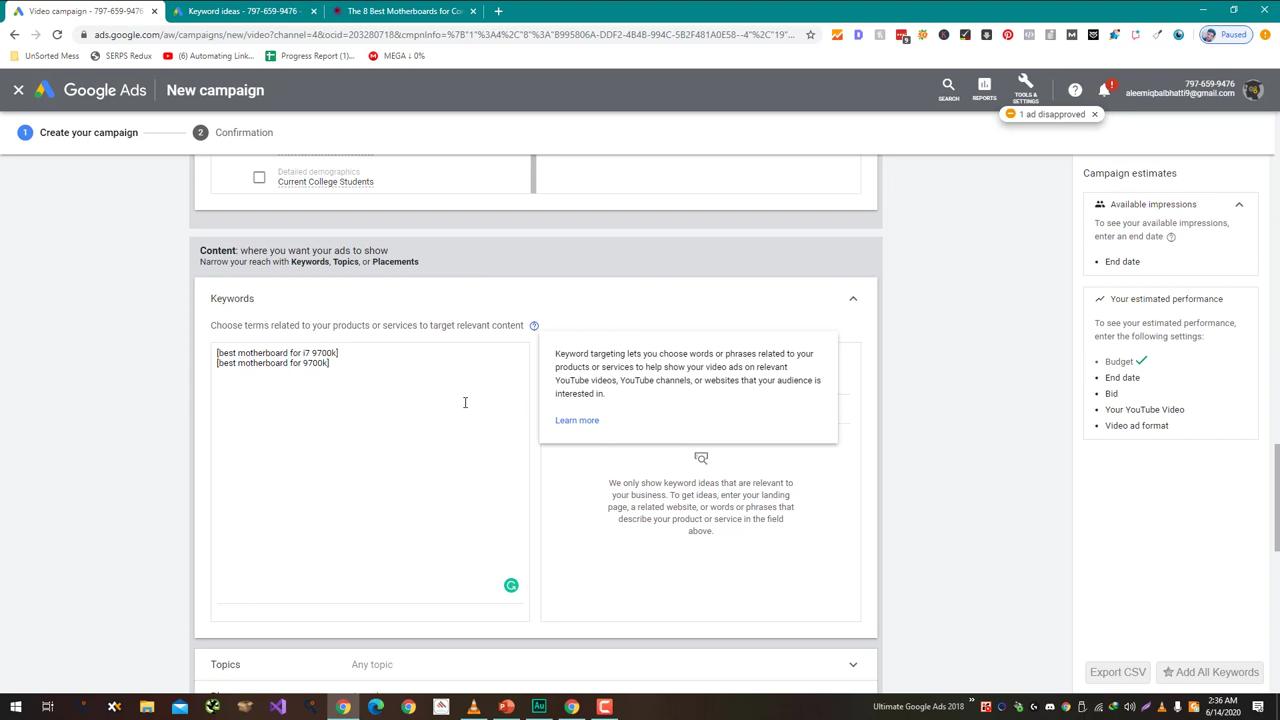 Video campaign - 797-659-9476 -
Keyword ideas - 797-659-9476 -
The 8 Best Motherboards for Co
ads.google.com/aw/campaigns/new/video?channel=4&ocid=203280718&cmpnInfo=%7B"1"%3A4%2C"8"%3A"B995806A-DDF2-4B4B-994C-5B2F481A0E58--4"%2C"19"
Paused
UnSorted Mess
SERPS Redux
(6) Automating Link...
Progress Report (1)...
MEGA ↓ 0%
Google Ads
New campaign
SEARCH
REPORTS
TOOLS & SETTINGS
797-659-9476
aleemiqbalbhatti9@gmail.com
1 Create your campaign
2 Confirmation
1 ad disapproved
Detailed demographics
Current College Students
Content: where you want your ads to show
Narrow your reach with Keywords, Topics, or Placements
Keywords
Choose terms related to your products or services to target relevant content
[best motherboard for i7 9700k]
[best motherboard for 9700k]
Keyword targeting lets you choose words or phrases related to your
products or services to help show your video ads on relevant
YouTube videos, YouTube channels, or websites that your audience is
interested in.
Learn more
We only show keyword ideas that are relevant to
your business. To get ideas, enter your landing
page, a related website, or words or phrases that
describe your product or service in the field
above.
Topics
Any topic
Campaign estimates
Available impressions
To see your available impressions,
enter an end date
• End date
Your estimated performance
To see your estimated performance,
enter the following settings:
• Budget
• End date
• Bid
• Your YouTube Video
• Video ad format
Export CSV
Add All Keywords
Ultimate Google Ads 2018
2:36 AM
6/14/2020